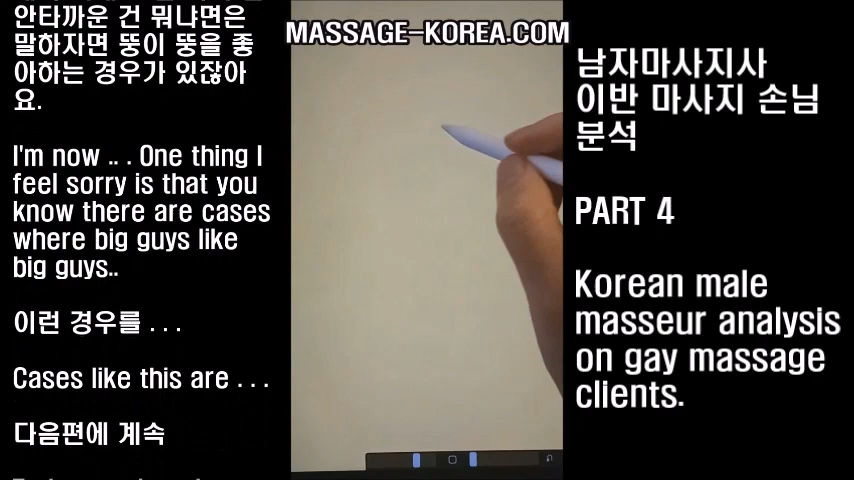 안타까운 건 뭐냐면은
말하자면 뚱이 뚱을 좋
아하는 경우가 있잖아
요.
I'm now .. . One thing I
feel sorry is that you
know there are cases
where big guys like
big guys..
이런 경우를 . . .
Cases like this are . . .
다음편에 계속
MASSAGE-KOREA.COM
남자마사지사
이반 마사지 손님
분석
PART 4
Korean male
masseur analysis
on gay massage
clients.